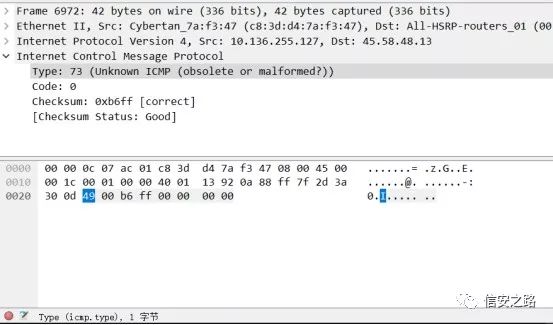 Frame 6972: 42 bytes on wire (336 bits), 42 bytes captured (336 bits)
Ethernet II, Src: Cybertan_7a:f3:47 (c8:3d:d4:7a:f3:47), Dst: All-HSRP-routers_01 (00
Internet Protocol Version 4, Src: 10.136.255.127, Dst: 45.58.48.13
Internet Control Message Protocol
Type: 73 (Unknown ICMP (obsolete or malformed?))
Code: 0
Checksum: 0xb6ff [correct]
[Checksum Status: Good]
0000 00 00 0c 07 ac 01 c8 3d d4 7a f3 47 08 00 45 00 .......= .z.G..E.
0010 00 1c 00 01 00 00 40 01 13 92 0a 88 ff 7f 2d 3a ......@. ......-:
0020 30 0d 49 00 b6 ff 00 00 00 00 0.I..... ..
信安之路
Type (icmp.type), 1 字节